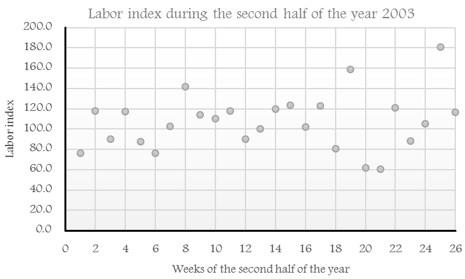 Labor index during the second half of the year 2003
200.0
180.0
160.0
140.0
120.0
100.0
80.0
60.0
40.0
20.0
0.0
Labor index
0 2 4 6 8 10 12 14 16 18 20 22 24 26
Weeks of the second half of the year